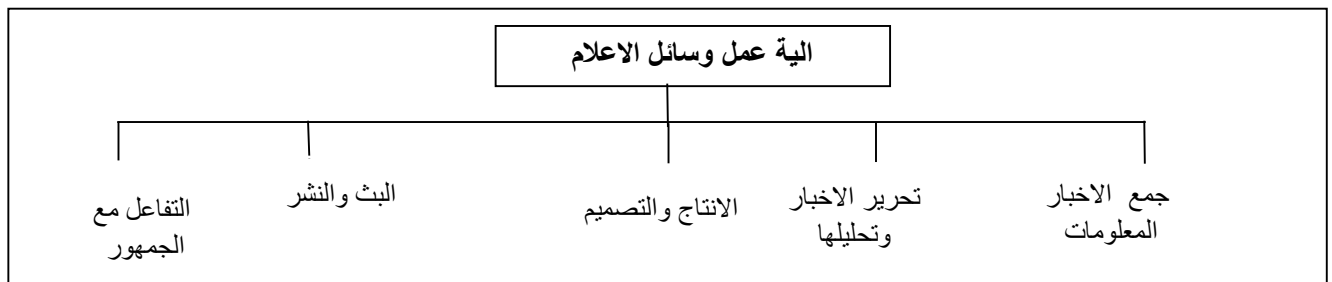 الية عمل وسائل الاعلام
جمع الاخبار
المعلومات
تحرير الاخبار
وتحليلها
الانتاج والتصميم
البث والنشر
التفاعل مع
الجمهور